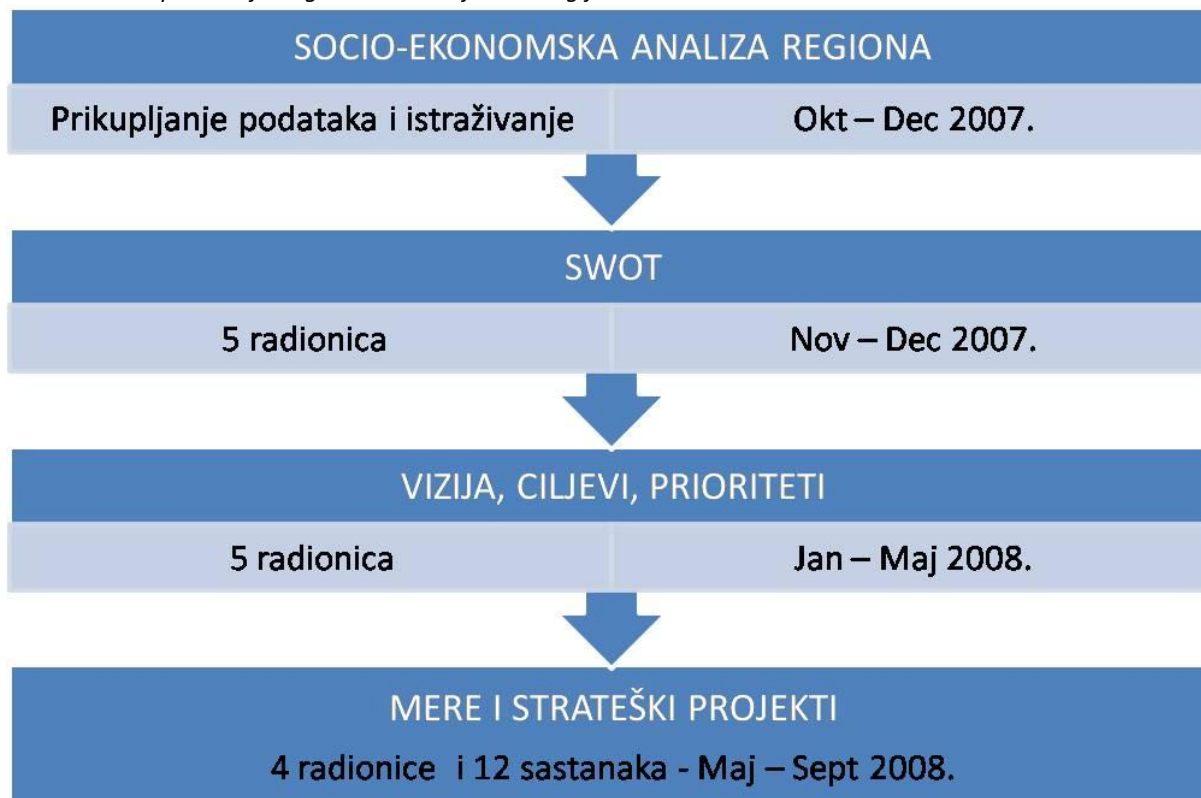 SOCIO-EKONOMSKA ANALIZA REGIONA
Prikupljanje podataka i istraživanje
Okt – Dec 2007.
SWOT
5 radionica
Nov – Dec 2007.
VIZIJA, CILJEVI, PRIORITETI
5 radionica
Jan – Maj 2008.
MERE I STRATEŠKI PROJEKTI
4 radionice i 12 sastanaka - Maj – Sept 2008.